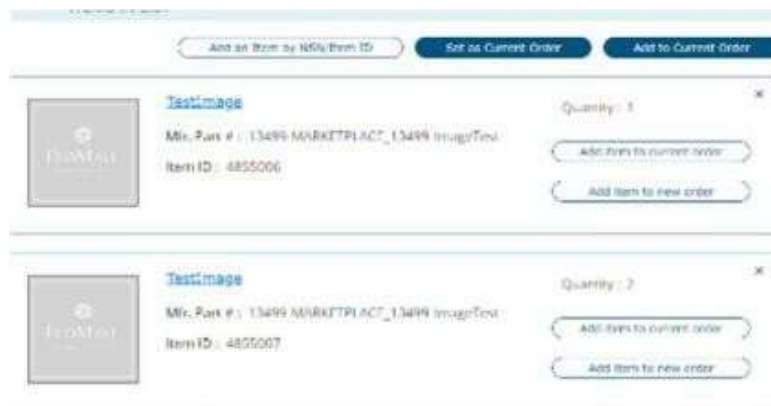 Add an Item by NSN/Item ID
Set as Current Order
Add to Current Order
TestImage
Mfr. Part # : 13499 MARKETPLACE_13499 ImageTest
Item ID : 4855006
Quantity : 1
×
Add item to current order
Add item to new order
FEDMALL
TestImage
Mfr. Part # : 13499 MARKETPLACE_13499 ImageTest
Item ID : 4855007
Quantity : 2
×
Add item to current order
Add item to new order
FEDMALL